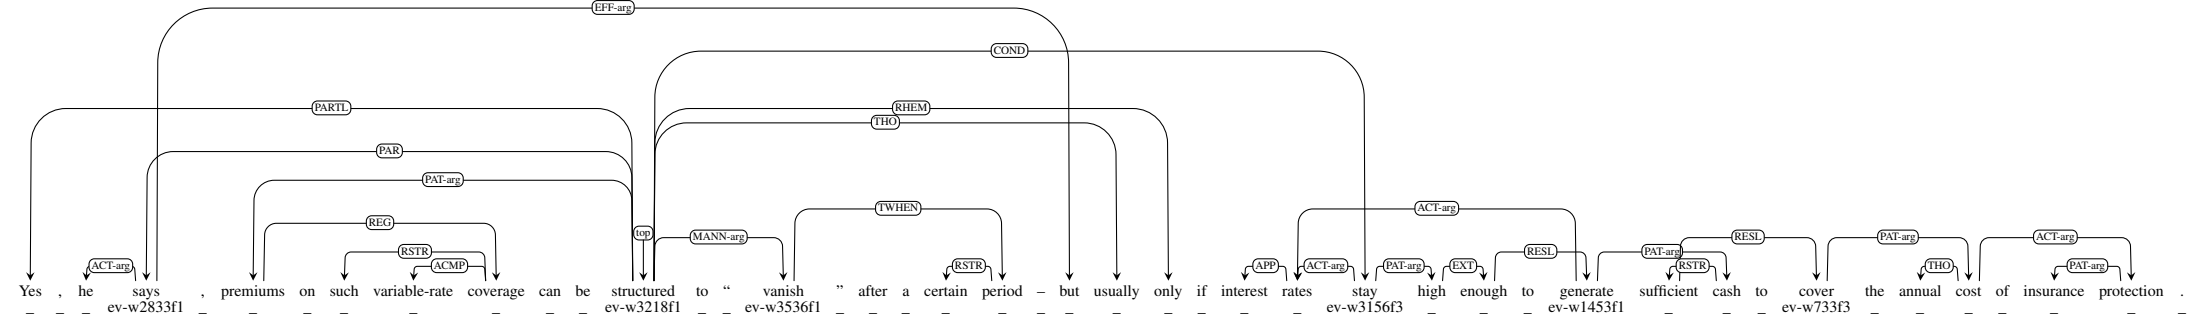 EFF-arg
COND
PARTL RHEM
THO
PAR
PAT-arg
TWHEN ACT-arg
REG
top
MANN-arg RESL PAT-arg ACT-arg
RSTR RESL PAT-arg
ACT-arg ACMP RSTR APP ACT-arg PAT-arg EXT RSTR THO PAT-arg
Yes , he says , premiums on such variable-rate coverage can be structured to “ vanish ” after a certain period – but usually only if interest rates stay high enough to generate sufficient cash to cover the annual cost of insurance protection .
_ _ _ ev-w2833f1 _ _ _ _ _ _ _ _ ev-w3218f1 _ _ ev-w3536f1 _ _ _ _ _ _ _ _ _ _ _ _ ev-w3156f3 _ _ _ ev-w1453f1 _ _ _ ev-w733f3 _ _ _ _ _ _ _